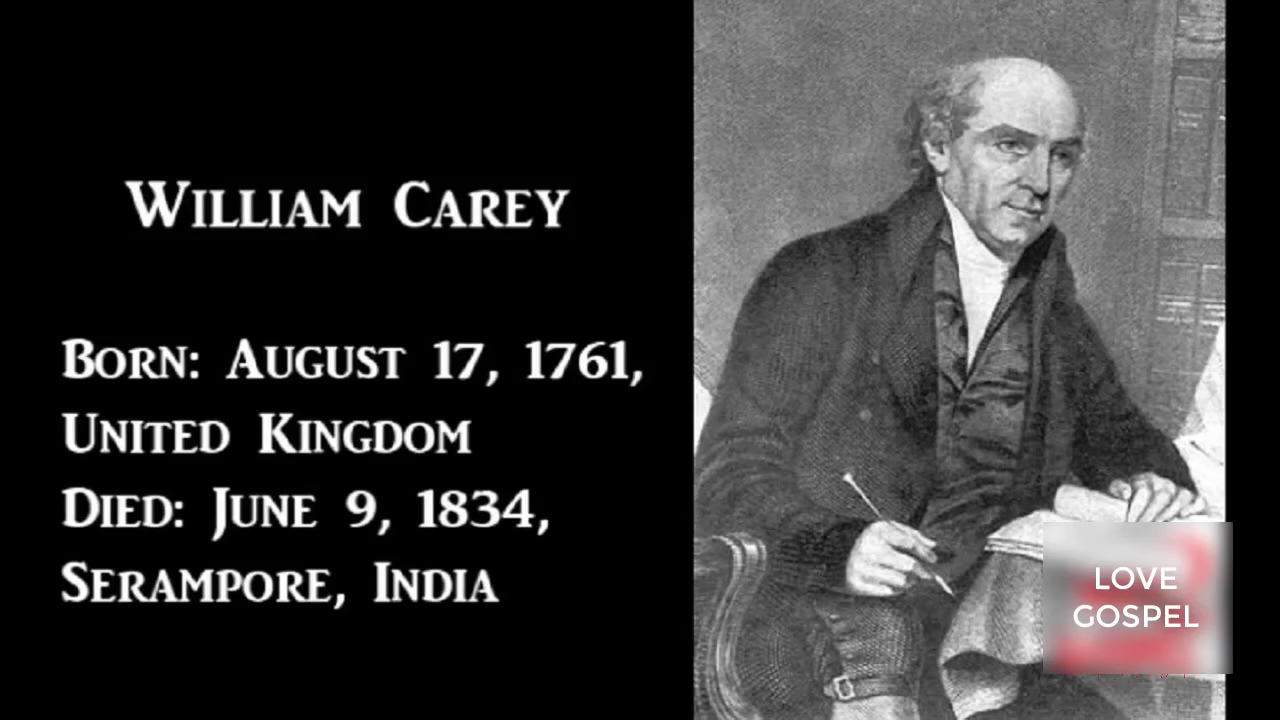 WILLIAM CAREY
BORN: AUGUST 17, 1761,
UNITED KINGDOM
DIED: JUNE 9, 1834,
SERAMPORE, INDIA
LOVE
GOSPEL